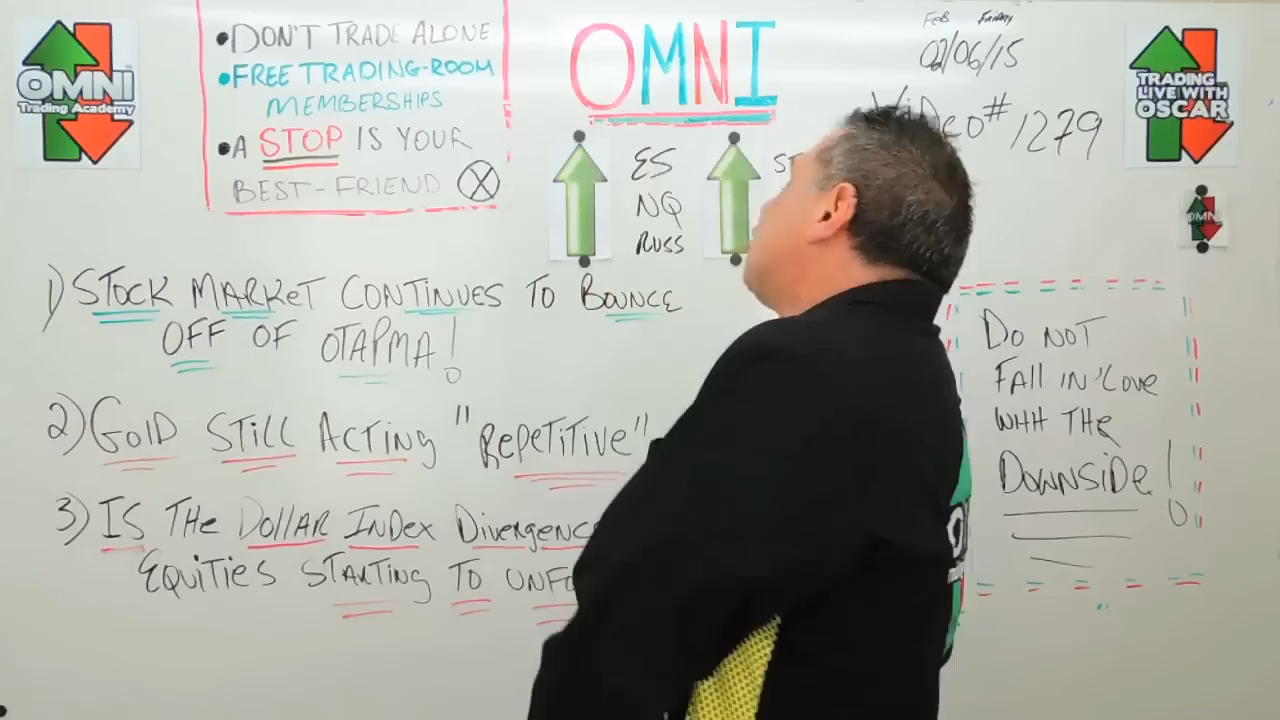 OMNI
Trading Academy
• DON'T TRADE ALONE
• FREE TRADING-ROOM
MEMBERSHIPS
• A STOP IS YOUR
BEST-FRIEND
OMNI
ES
NQ
RUSS
ST
FEB FRIDAY
02/06/15
VIDEO # 1279
TRADING
LIVE WITH
OSCAR
OMNI
1) STOCK MARKET CONTINUES TO BOUNCE
OFF OF OTAPMA!
2) GOLD STILL ACTING "REPETITIVE"
3) IS THE DOLLAR INDEX DIVERGENC
EQUITIES STARTING TO UNFO
DO NOT
FALL IN 'LOVE
WITH THE
DOWNSIDE!